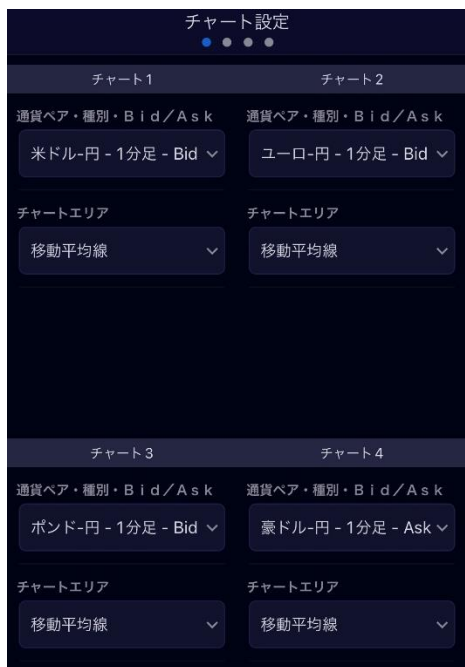 チャート設定
チャート1 チャート2
通貨ペア・種別・Ｂｉｄ／Ａｓｋ 通貨ペア・種別・Ｂｉｄ／Ａｓｋ
米ドル-円 - 1分足 - Bid ユーロ-円 - 1分足 - Bid
チャートエリア チャートエリア
移動平均線 移動平均線
チャート3 チャート4
通貨ペア・種別・Ｂｉｄ／Ａｓｋ 通貨ペア・種別・Ｂｉｄ／Ａｓｋ
ポンド-円 - 1分足 - Bid 豪ドル-円 - 1分足 - Ask
チャートエリア チャートエリア
移動平均線 移動平均線